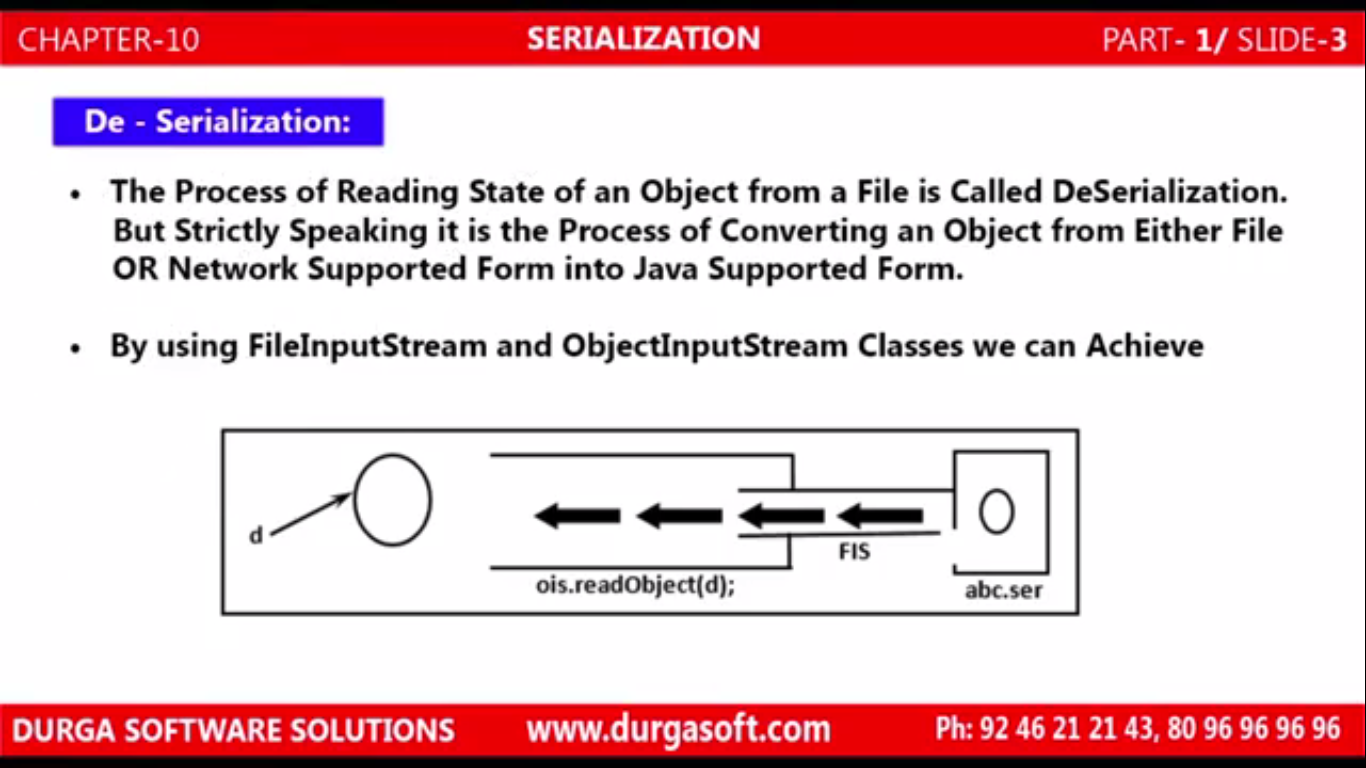 CHAPTER-10
SERIALIZATION
PART- 1/ SLIDE-3
De - Serialization:
• The Process of Reading State of an Object from a File is Called DeSerialization.
But Strictly Speaking it is the Process of Converting an Object from Either File
OR Network Supported Form into Java Supported Form.
• By using FileInputStream and ObjectInputStream Classes we can Achieve
d
FIS
ois.readObject(d);
abc.ser
DURGA SOFTWARE SOLUTIONS
www.durgasoft.com
Ph: 92 46 21 21 43, 80 96 96 96 96